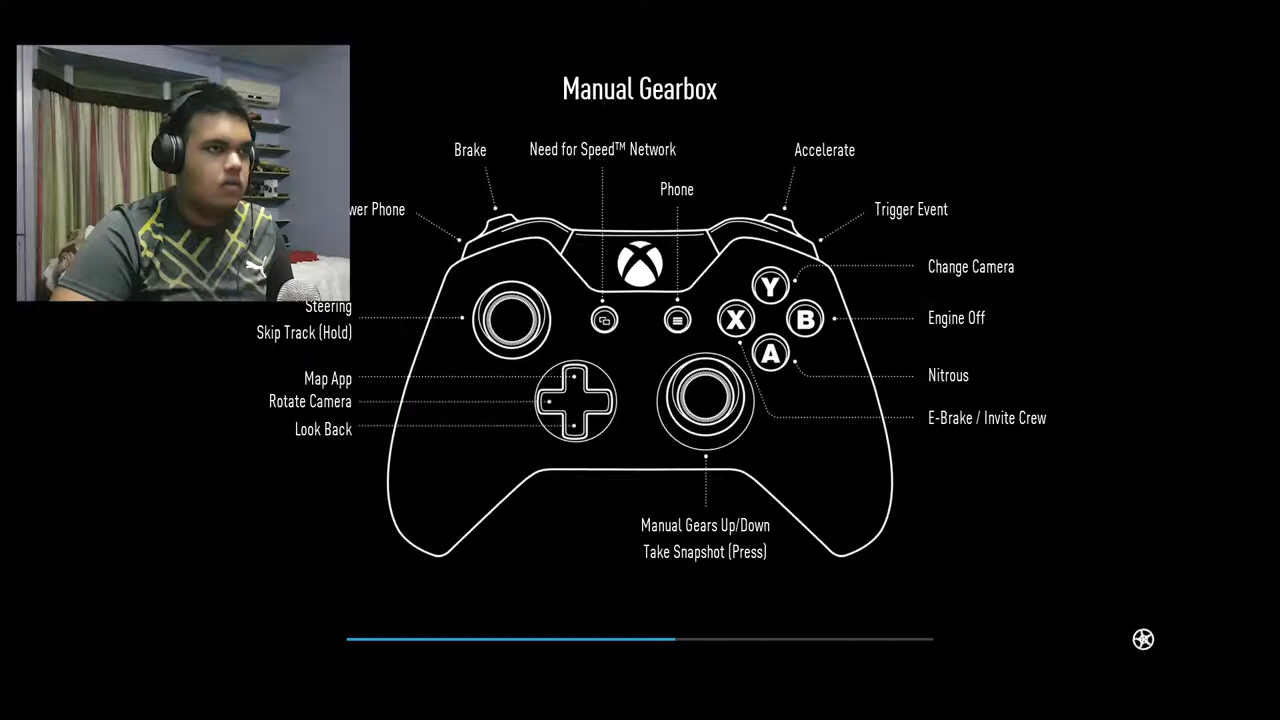 Manual Gearbox
Brake
Need for Speed™ Network
Accelerate
Phone
wer Phone
Trigger Event
Change Camera
Steering
Skip Track (Hold)
Y
X
B
A
Engine Off
Map App
Rotate Camera
Look Back
Nitrous
E-Brake / Invite Crew
Manual Gears Up/Down
Take Snapshot (Press)